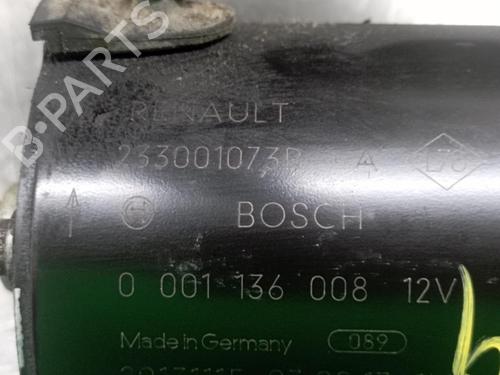 RENAULT
233001073R A
BOSCH
0 001 136 008 12V
Made in Germany 089
B-PARTS